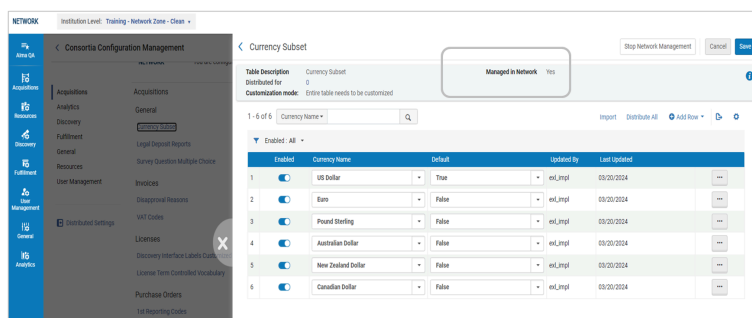 NETWORK
Institution Level: Training - Network Zone - Clean
Alma QA
Acquisitions
Resources
Discovery
Fulfillment
User
Management
General
Analytics
Consortia Configuration Management
Acquisitions
Analytics
Discovery
Fulfillment
General
Resources
User Management
Distributed Settings
Acquisitions
General
Currency Subset
Legal Deposit Reports
Survey Question Multiple Choice
Invoices
Disapproval Reasons
VAT Codes
Licenses
Discovery Interface Labels
License Term Controlled Vocabulary
Purchase Orders
1st Reporting Codes
X
Currency Subset
Stop Network Management
Cancel
Save
Table Description Currency Subset
Managed in Network Yes
Distributed for 0
Customization mode: Entire table needs to be customized
1 - 6 of 6 Currency Name
Import Distribute All Add Row
Enabled : All
Enabled Currency Name Default Updated By Last Updated
1 US Dollar True exl_impl 03/20/2024
2 Euro False exl_impl 03/20/2024
3 Pound Sterling False exl_impl 03/20/2024
4 Australian Dollar False exl_impl 03/20/2024
5 New Zealand Dollar False exl_impl 03/20/2024
6 Canadian Dollar False exl_impl 03/20/2024